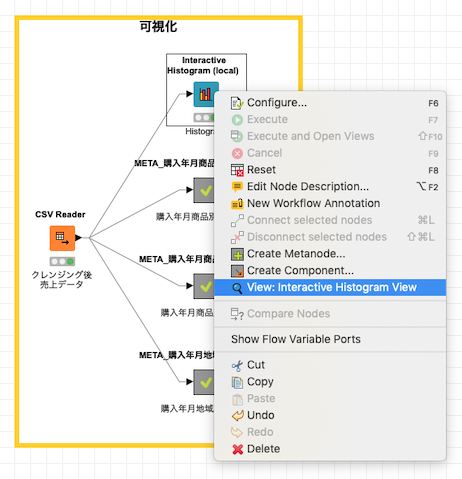 可視化
Interactive
Histogram (local)
Histogra
META_購入年月商品
購入年月商品別
CSV Reader
クレンジング後
売上データ
META_購入年月商品
購入年月商品
META_購入年月地域
購入年月地域
Configure... F6
Execute F7
Execute and Open Views ⇧F10
Cancel F9
Reset F8
Edit Node Description... ⌥F2
New Workflow Annotation
Connect selected nodes ⌘L
Disconnect selected nodes ⇧⌘L
Create Metanode...
Create Component...
View: Interactive Histogram View
Compare Nodes
Show Flow Variable Ports
Cut
Copy
Paste
Undo
Redo
Delete